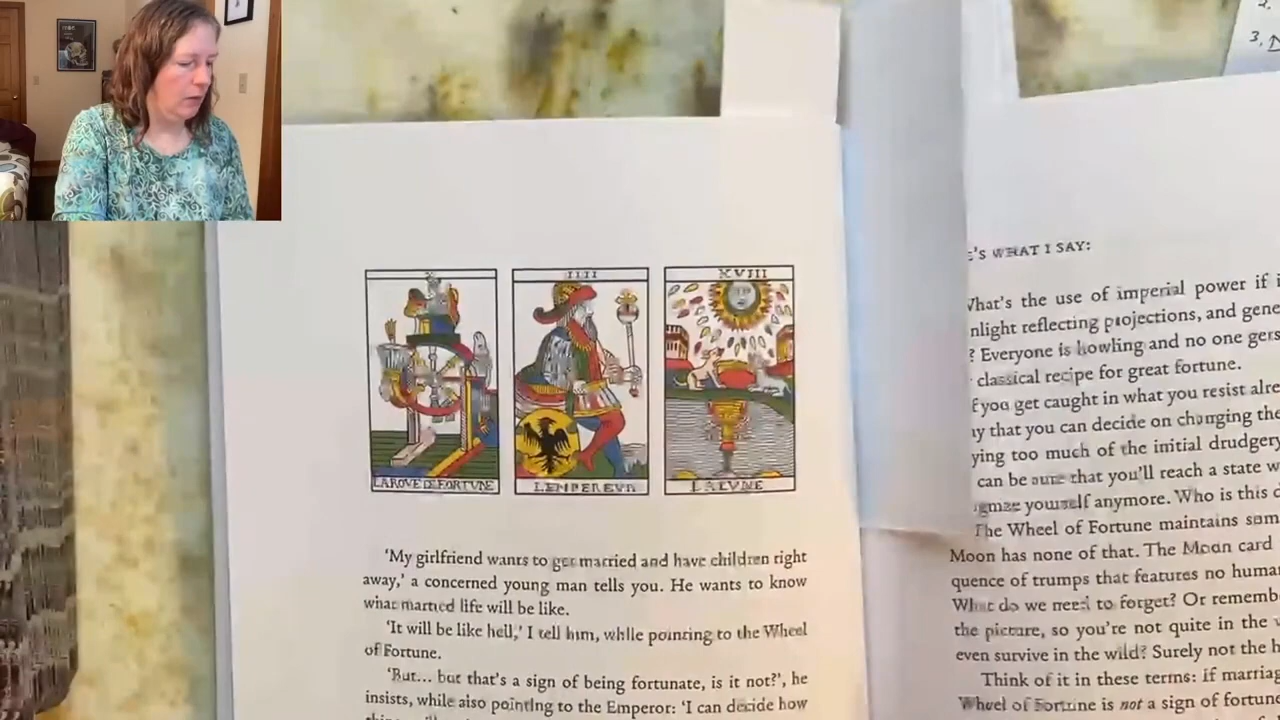 3.
X
IIII
XVIII
LA ROVE DE FORTVNE
L'EMPEREVR
LA LVNE
'My girlfriend wants to get married and have children right
away,' a concerned young man tells you. He wants to know
what married life will be like.
'It will be like hell,' I tell him, while pointing to the Wheel
of Fortune.
'But... but that's a sign of being fortunate, is it not?', he
insists, while also pointing to the Emperor: 'I can decide how
'S WHAT I SAY:
What's the use of imperial power if
nlight reflecting projections, and gene
? Everyone is howling and no one gets
classical recipe for great fortune.
f you get caught in what you resist alre
ay that you can decide on changing the
ying too much of the initial drudgery
can be sure that you'll reach a state w
yourself anymore. Who is this
The Wheel of Fortune maintains som
Moon has none of that. The Moon card
quence of trumps that features no human
What do we need to forget? Or rememb
the picture, so you're not quite in the
even survive in the wild? Surely not the h
Think of it in these terms: If marriag
Wheel of Fortune is not a sign of fortun